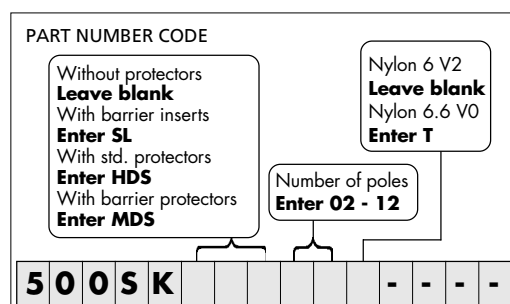 PART NUMBER CODE
Without protectors
Leave blank
With barrier inserts
Enter SL
With std. protectors
Enter HDS
With barrier protectors
Enter MDS
Number of poles
Enter 02 - 12
Nylon 6 V2
Leave blank
Nylon 6.6 V0
Enter T
5 0 0 S K - - - -